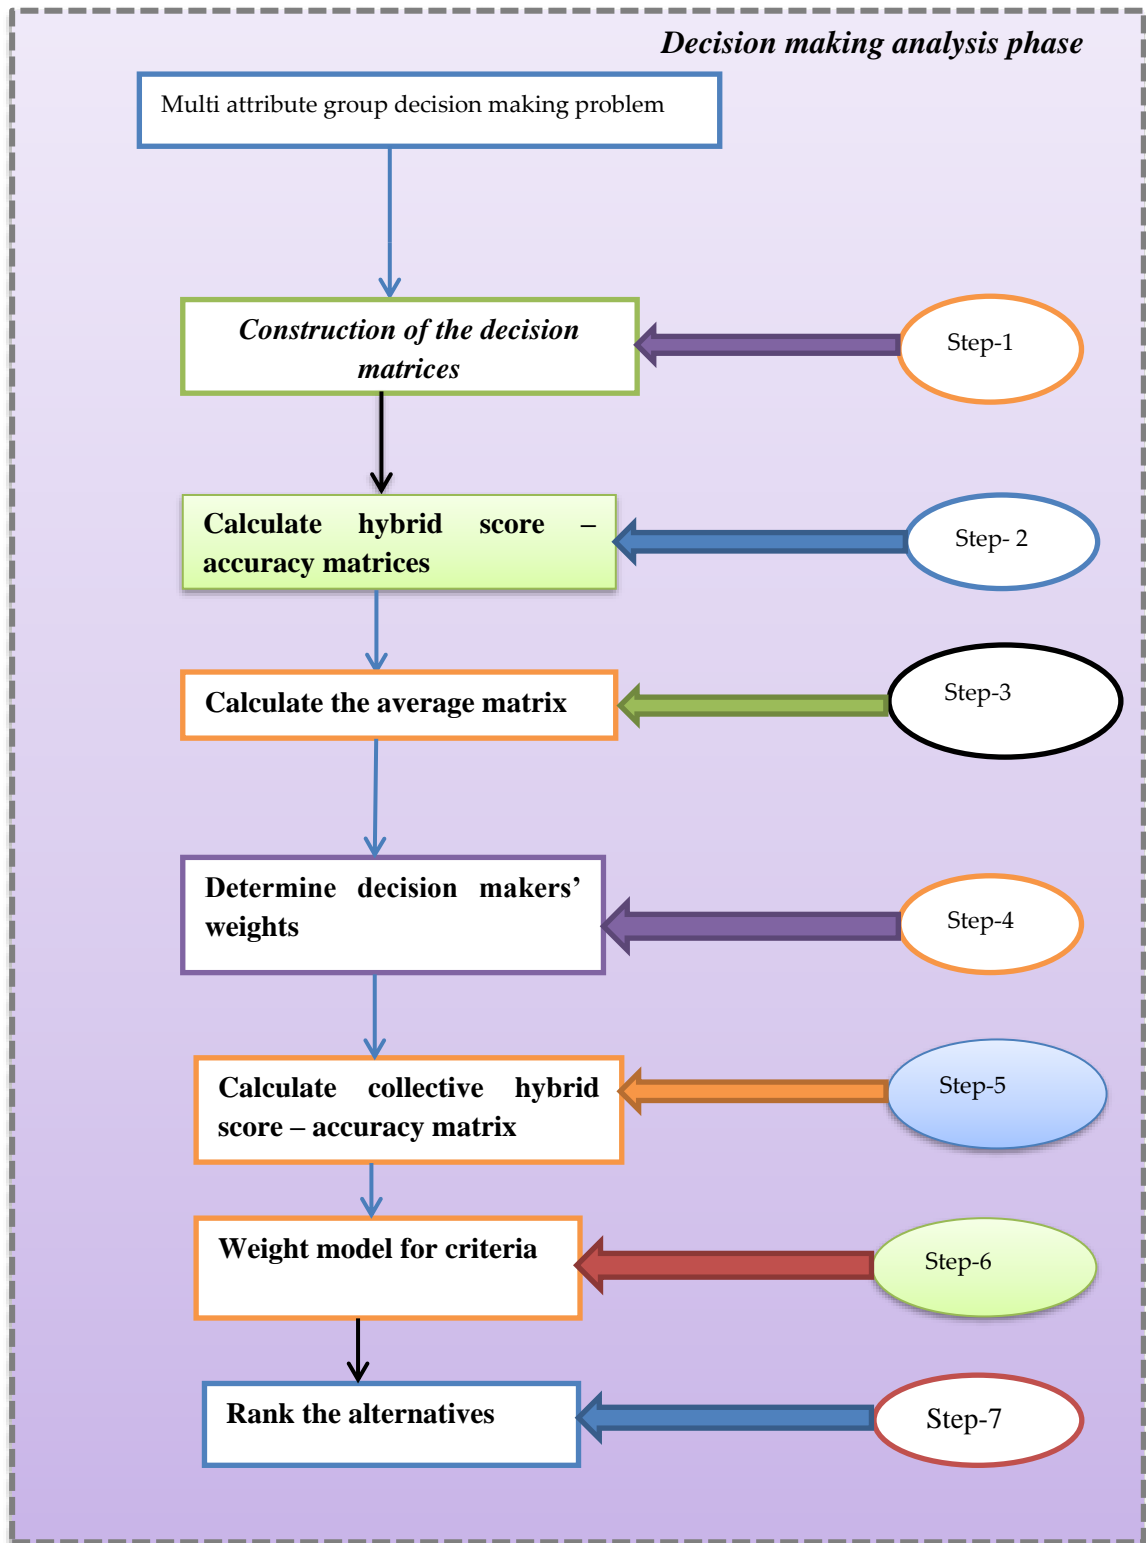 Decision making analysis phase
Multi attribute group decision making problem
Construction of the decision
matrices
Step-1
Calculate hybrid score –
accuracy matrices
Step- 2
Calculate the average matrix
Step-3
Determine decision makers’
weights
Step-4
Calculate collective hybrid
score – accuracy matrix
Step-5
Weight model for criteria
Step-6
Rank the alternatives
Step-7